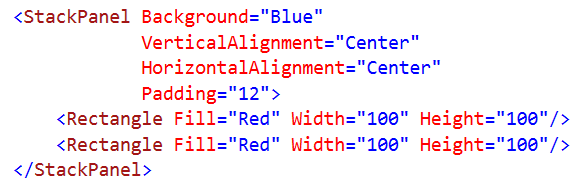 <StackPanel Background="Blue"
            VerticalAlignment="Center"
            HorizontalAlignment="Center"
            Padding="12">
    <Rectangle Fill="Red" Width="100" Height="100"/>
    <Rectangle Fill="Red" Width="100" Height="100"/>
</StackPanel>